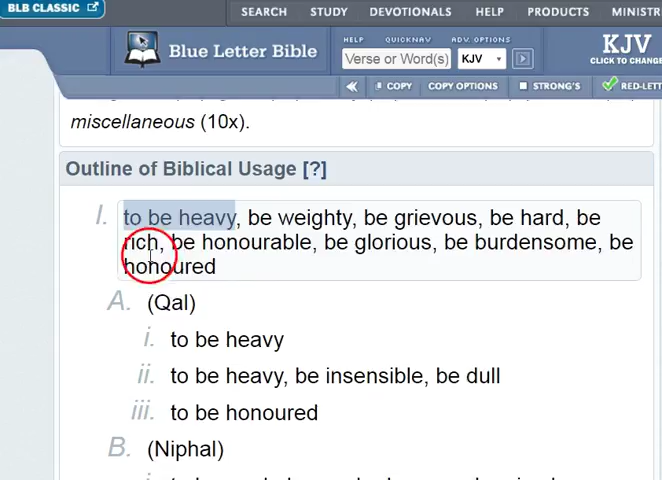 BLB CLASSIC
SEARCH STUDY DEVOTIONALS HELP PRODUCTS MINISTR
Blue Letter Bible
HELP QUICKNAV ADV. OPTIONS
Verse or Word(s) KJV
KJV
CLICK TO CHANGE
COPY COPY OPTIONS STRONG'S RED-LETT
miscellaneous (10x).
Outline of Biblical Usage [?]
I. to be heavy, be weighty, be grievous, be hard, be
rich, be honourable, be glorious, be burdensome, be
honoured
A. (Qal)
i. to be heavy
ii. to be heavy, be insensible, be dull
iii. to be honoured
B. (Niphal)